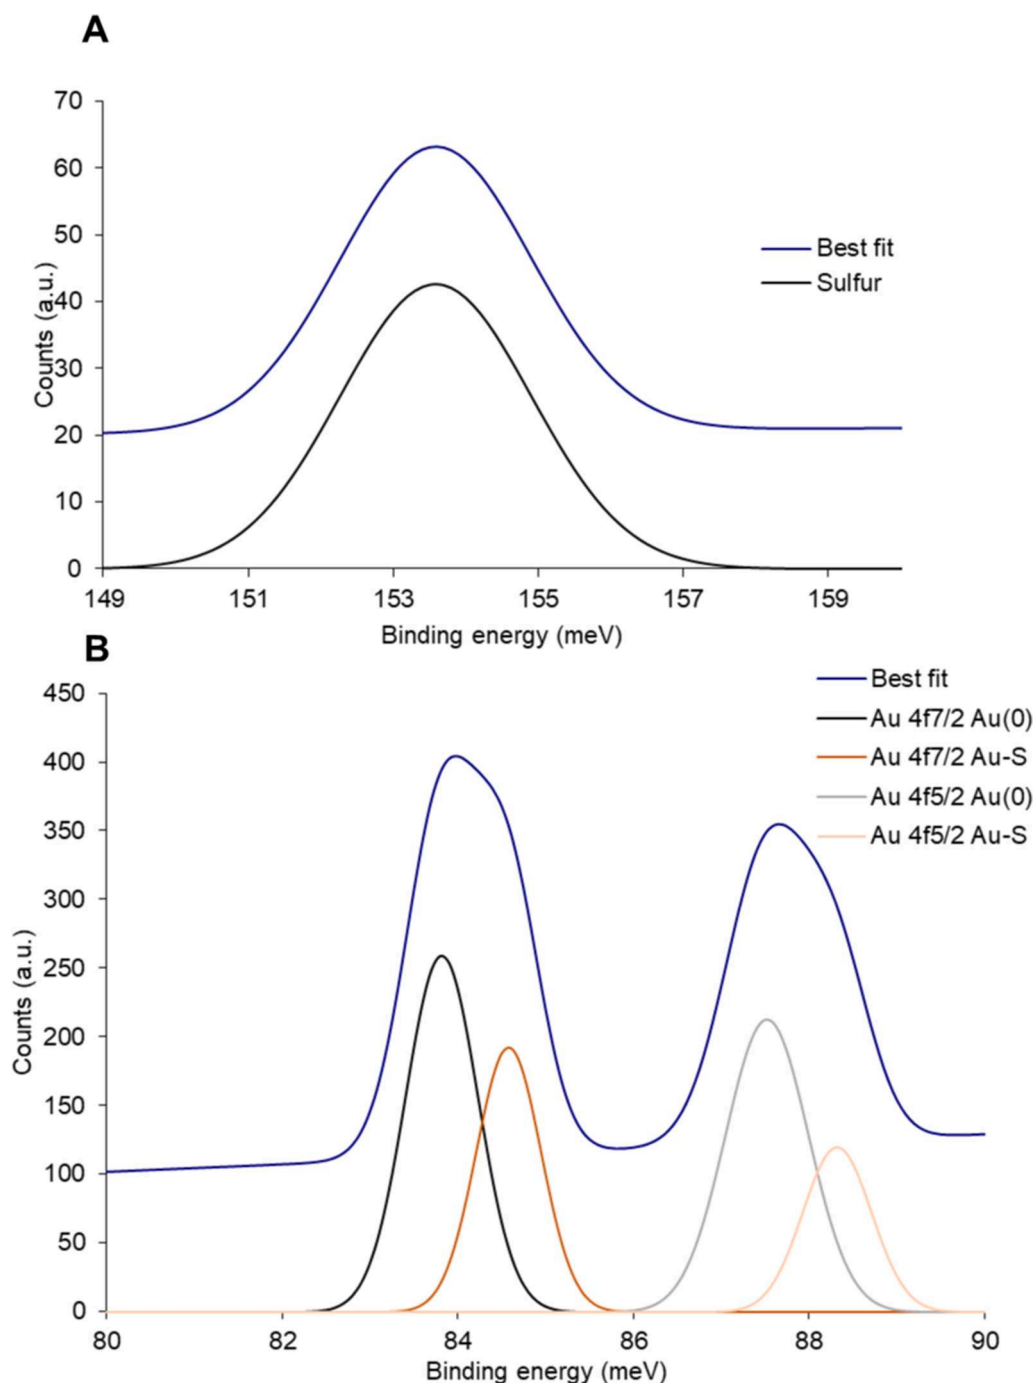 A
70
60
50
40
30
20
10
0
Counts (a.u.)
Best fit
Sulfur
149 151 153 155 157 159
Binding energy (meV)
B
450
400
350
300
250
200
150
100
50
0
Counts (a.u.)
Best fit
Au 4f7/2 Au(0)
Au 4f7/2 Au-S
Au 4f5/2 Au(0)
Au 4f5/2 Au-S
80 82 84 86 88 90
Binding energy (meV)